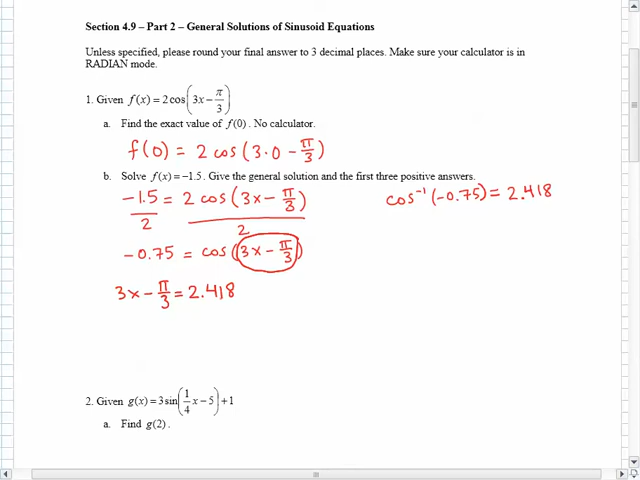 Section 4.9 – Part 2 – General Solutions of Sinusoid Equations
Unless specified, please round your final answer to 3 decimal places. Make sure your calculator is in
RADIAN mode.
1. Given f(x) = 2cos(3x − π/3)
a. Find the exact value of f(0). No calculator.
f(0) = 2 cos(3·0 − π/3)
b. Solve f(x) = −1.5. Give the general solution and the first three positive answers.
−1.5/2 = 2 cos(3x − π/3)/2
cos⁻¹(−0.75) = 2.418
−0.75 = cos(3x − π/3)
3x − π/3 = 2.418
2. Given g(x) = 3sin(1/4 x − 5) + 1
a. Find g(2).